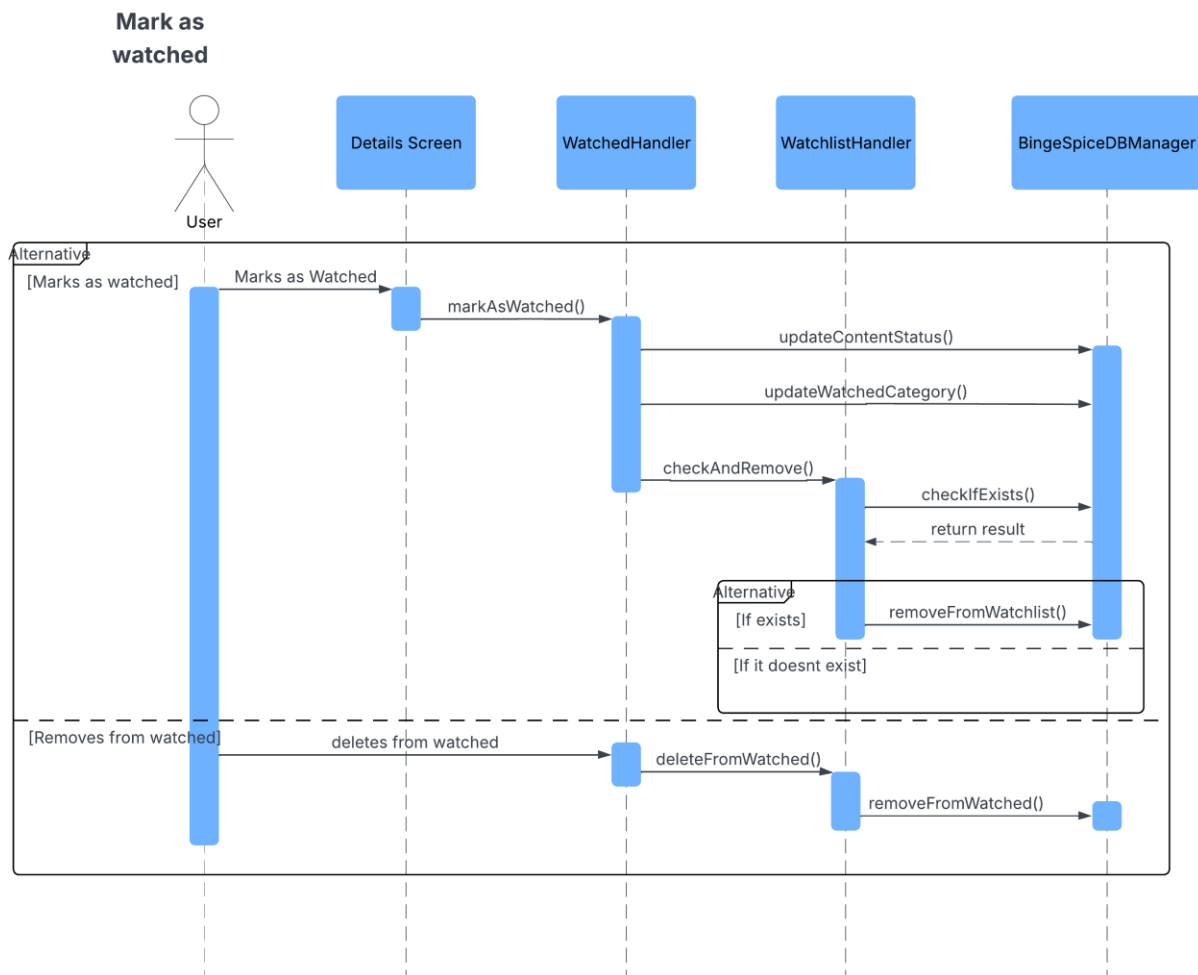 Mark as
watched
User
Details Screen
WatchedHandler
WatchlistHandler
BingeSpiceDBManager
Alternative
[Marks as watched]
Marks as Watched
markAsWatched()
updateContentStatus()
updateWatchedCategory()
checkAndRemove()
checkIfExists()
return result
Alternative
[If exists]
removeFromWatchlist()
[If it doesnt exist]
[Removes from watched]
deletes from watched
deleteFromWatched()
removeFromWatched()